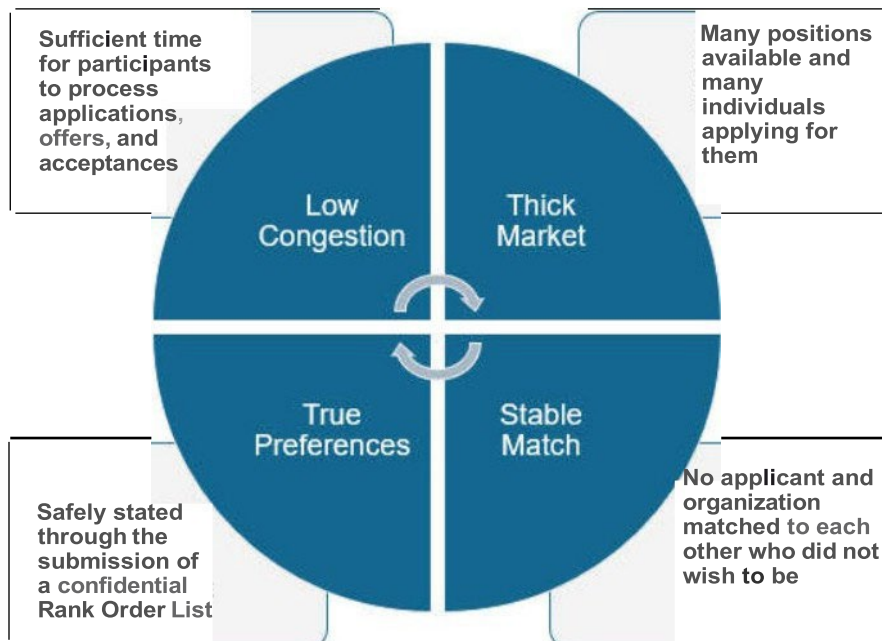 Sufficient time
for participants
to process
applications,
offers, and
acceptances
Many positions
available and
many
individuals
applying for
them
Low
Congestion
Thick
Market
True
Preferences
Stable
Match
Safely stated
through the
submission of
a confidential
Rank Order List
No applicant and
organization
matched to each
other who did not
wish to be